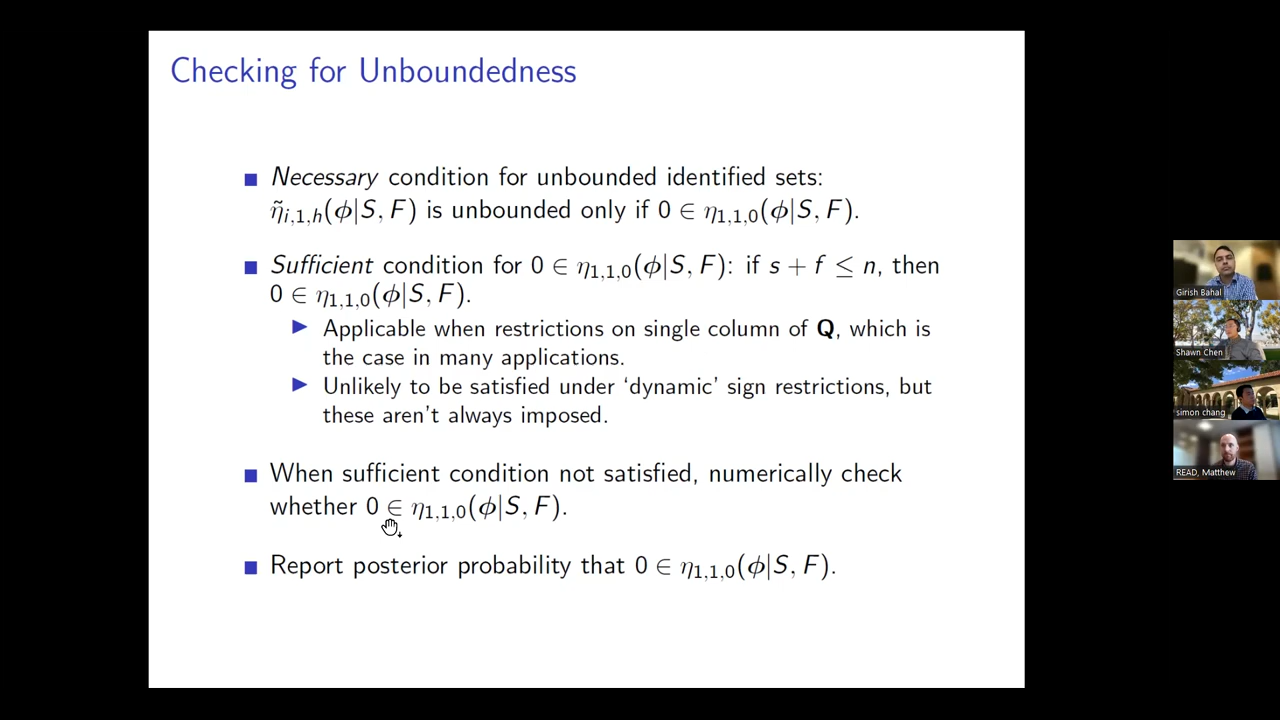 Checking for Unboundedness
Necessary condition for unbounded identified sets:
η̃i,1,h(ϕ|S, F) is unbounded only if 0 ∈ η1,1,0(ϕ|S, F).
Sufficient condition for 0 ∈ η1,1,0(ϕ|S, F): if s + f ≤ n, then
0 ∈ η1,1,0(ϕ|S, F).
Applicable when restrictions on single column of Q, which is
the case in many applications.
Unlikely to be satisfied under ‘dynamic’ sign restrictions, but
these aren’t always imposed.
When sufficient condition not satisfied, numerically check
whether 0 ∈ η1,1,0(ϕ|S, F).
Report posterior probability that 0 ∈ η1,1,0(ϕ|S, F).
Girish Bahal
Shawn Chen
simon chang
READ, Matthew